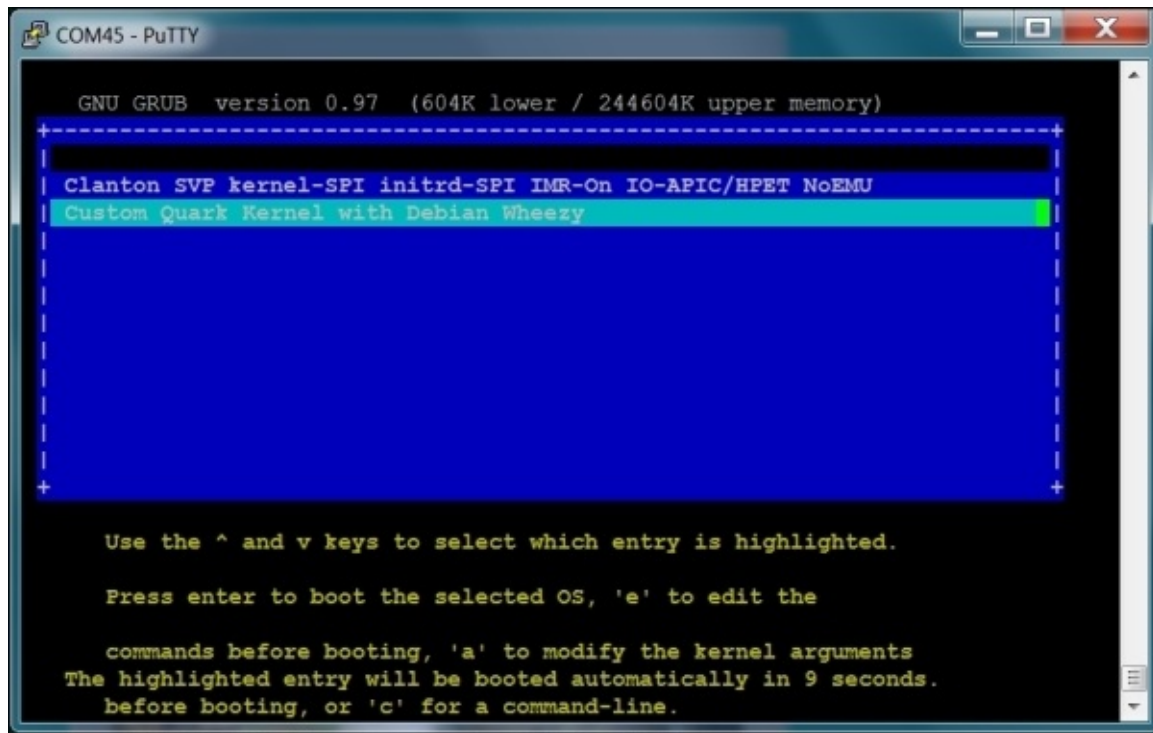 COM45 - PuTTY
GNU GRUB version 0.97 (604K lower / 244604K upper memory)
Clanton SVP kernel-SPI initrd-SPI IMR-On IO-APIC/HPET NoEMU
Custom Quark Kernel with Debian Wheezy
Use the ^ and v keys to select which entry is highlighted.
Press enter to boot the selected OS, 'e' to edit the
commands before booting, 'a' to modify the kernel arguments
The highlighted entry will be booted automatically in 9 seconds.
before booting, or 'c' for a command-line.